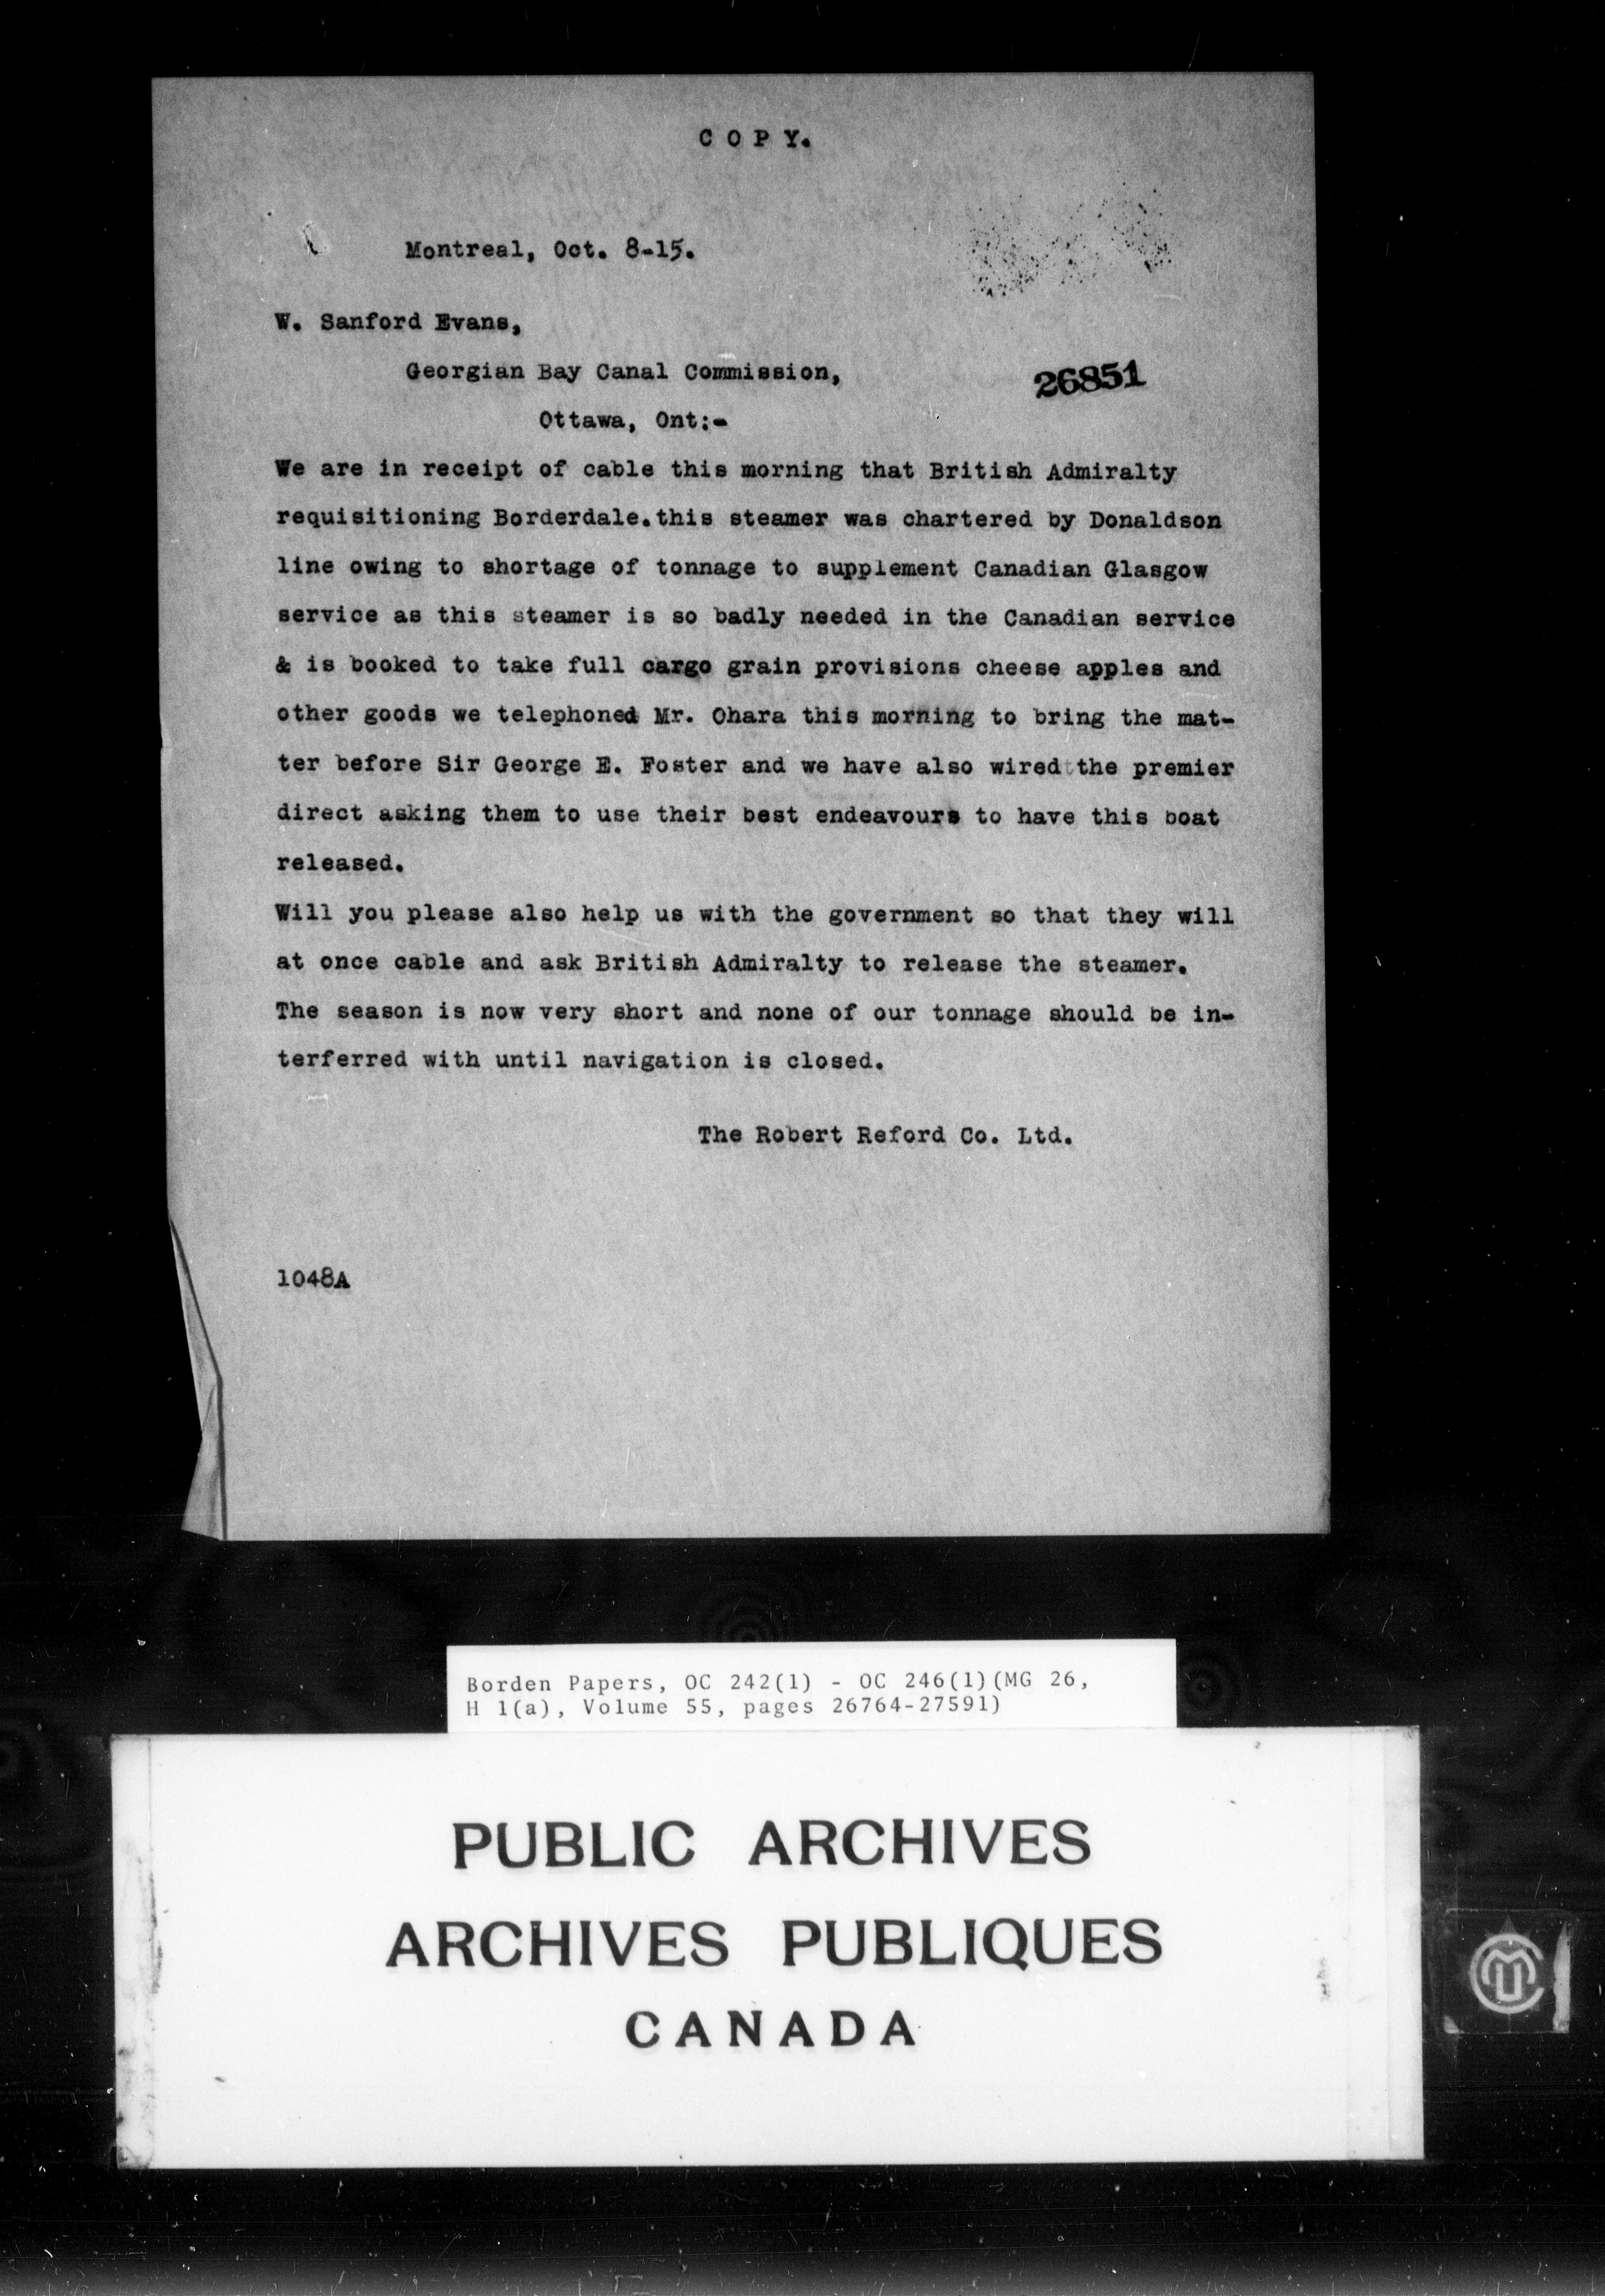 C O P Y.
Montreal, Oct. 8-15.
W. Sanford Evans,
Georgian Bay Canal Commission,
26851
Ottawa, Ont:-
We are in receipt of cable this morning that British Admiralty
requisitioning Borderdale.this steamer was chartered by Donaldson
line owing to shortage of tonnage to supplement Canadian Glasgow
service as this steamer is so badly needed in the Canadian service
& is booked to take full cargo grain provisions cheese apples and
other goods we telephoned Mr. Ohara this morning to bring the mat-
ter before Sir George E. Foster and we have also wired the premier
direct asking them to use their best endeavours to have this boat
released.
Will you please also help us with the government so that they will
at once cable and ask British Admiralty to release the steamer.
The season is now very short and none of our tonnage should be in-
terferred with until navigation is closed.
The Robert Reford Co. Ltd.
1048A
Borden Papers, OC 242(1) - OC 246(1)(MG 26,
H 1(a), Volume 55, pages 26764-27591)
PUBLIC ARCHIVES
ARCHIVES PUBLIQUES
CANADA